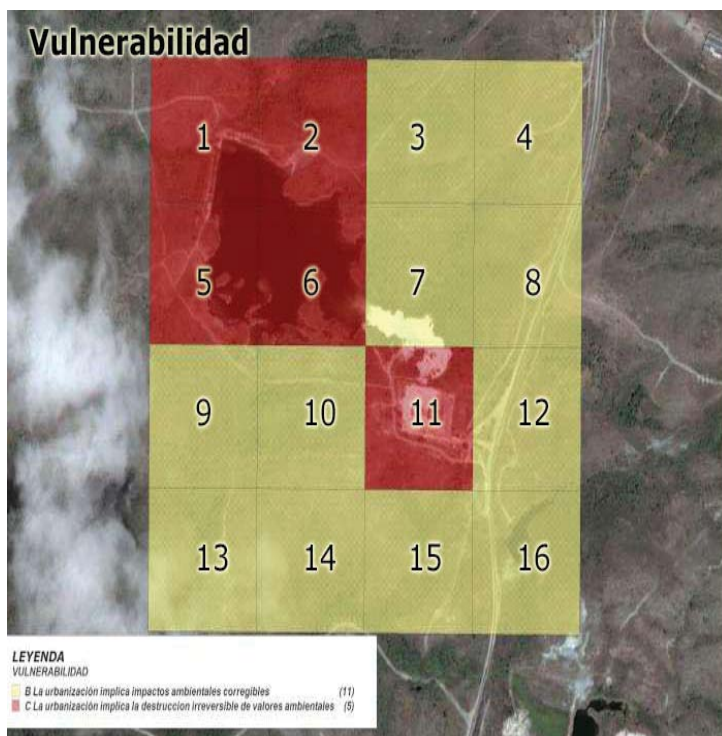 Vulnerabilidad
1 2 3 4
5 6 7 8
9 10 11 12
13 14 15 16
LEYENDA
VULNERABILIDAD
B La urbanización implica impactos ambientales corregibles (11)
C La urbanización implica la destruccion irreversible de valores ambientales (5)